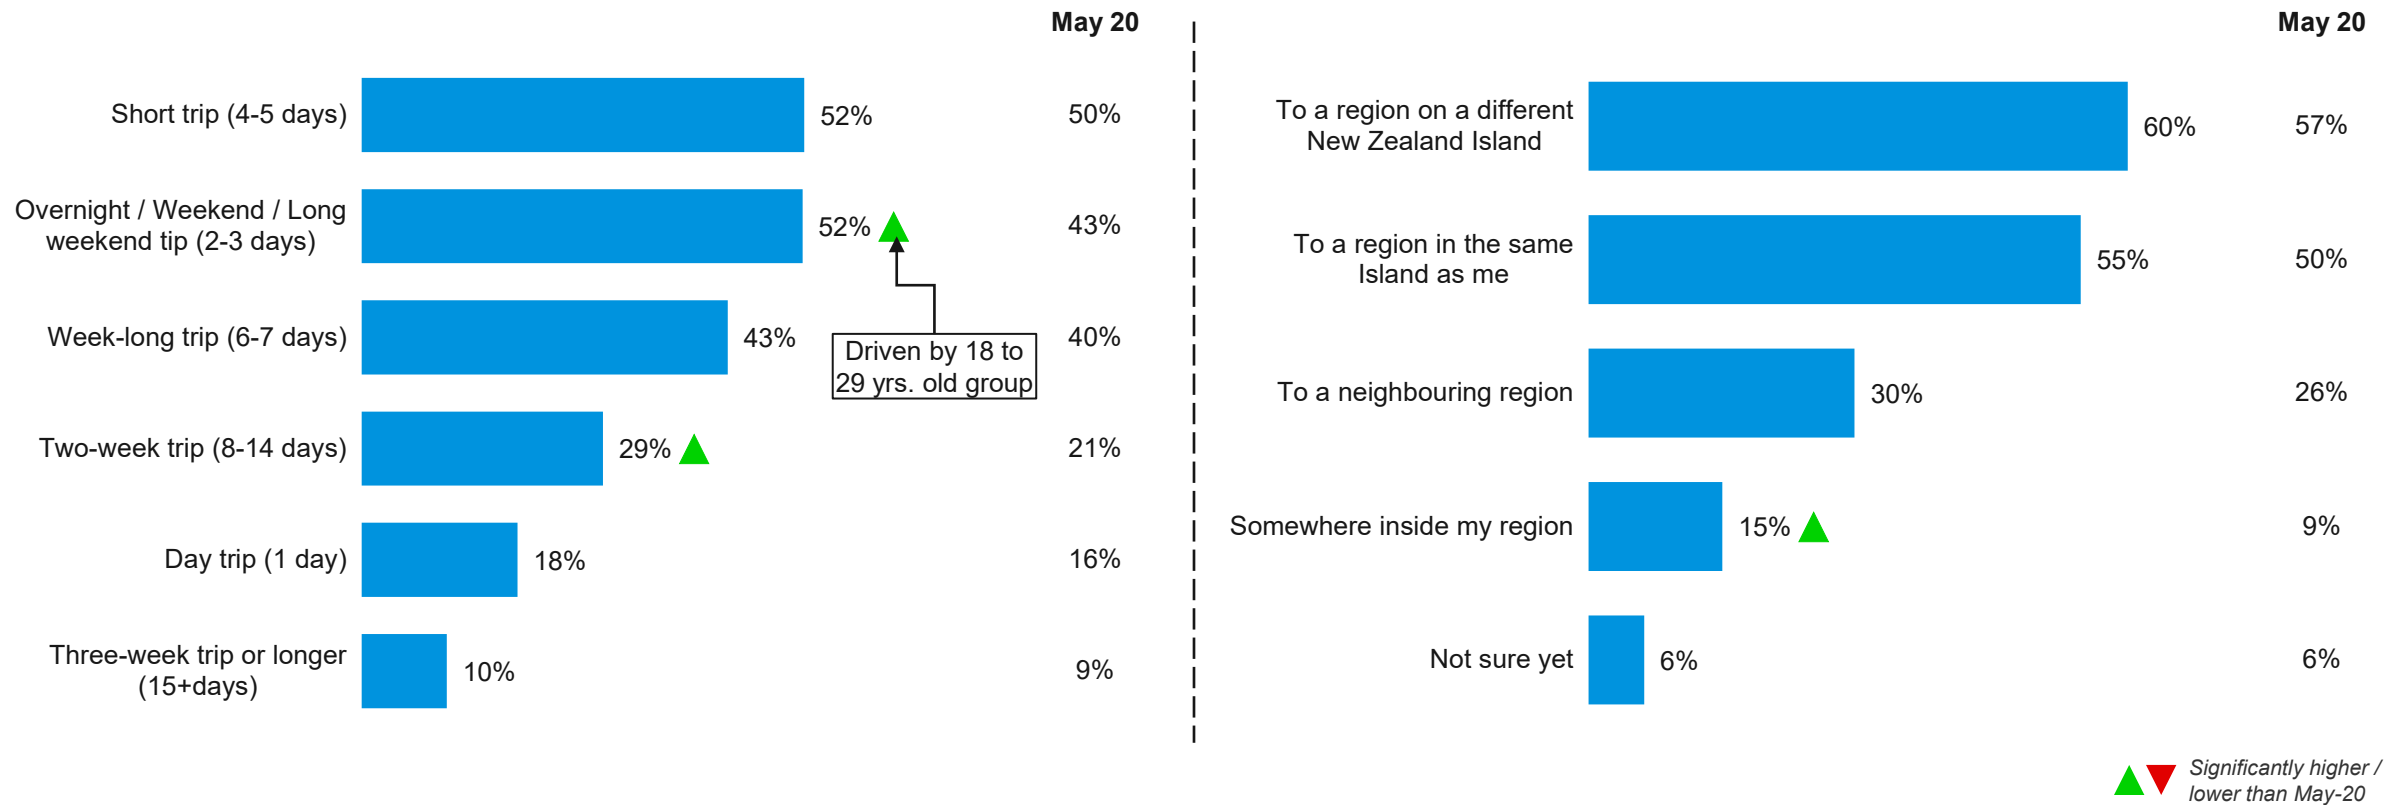 May 20
Short trip (4-5 days)
52%
50%
Overnight / Weekend / Long
weekend tip (2-3 days)
52%
43%
Week-long trip (6-7 days)
43%
40%
Driven by 18 to
29 yrs. old group
Two-week trip (8-14 days)
29%
21%
Day trip (1 day)
18%
16%
Three-week trip or longer
(15+days)
10%
9%
May 20
To a region on a different
New Zealand Island
60%
57%
To a region in the same
Island as me
55%
50%
To a neighbouring region
30%
26%
Somewhere inside my region
15%
9%
Not sure yet
6%
6%
Significantly higher /
lower than May-20